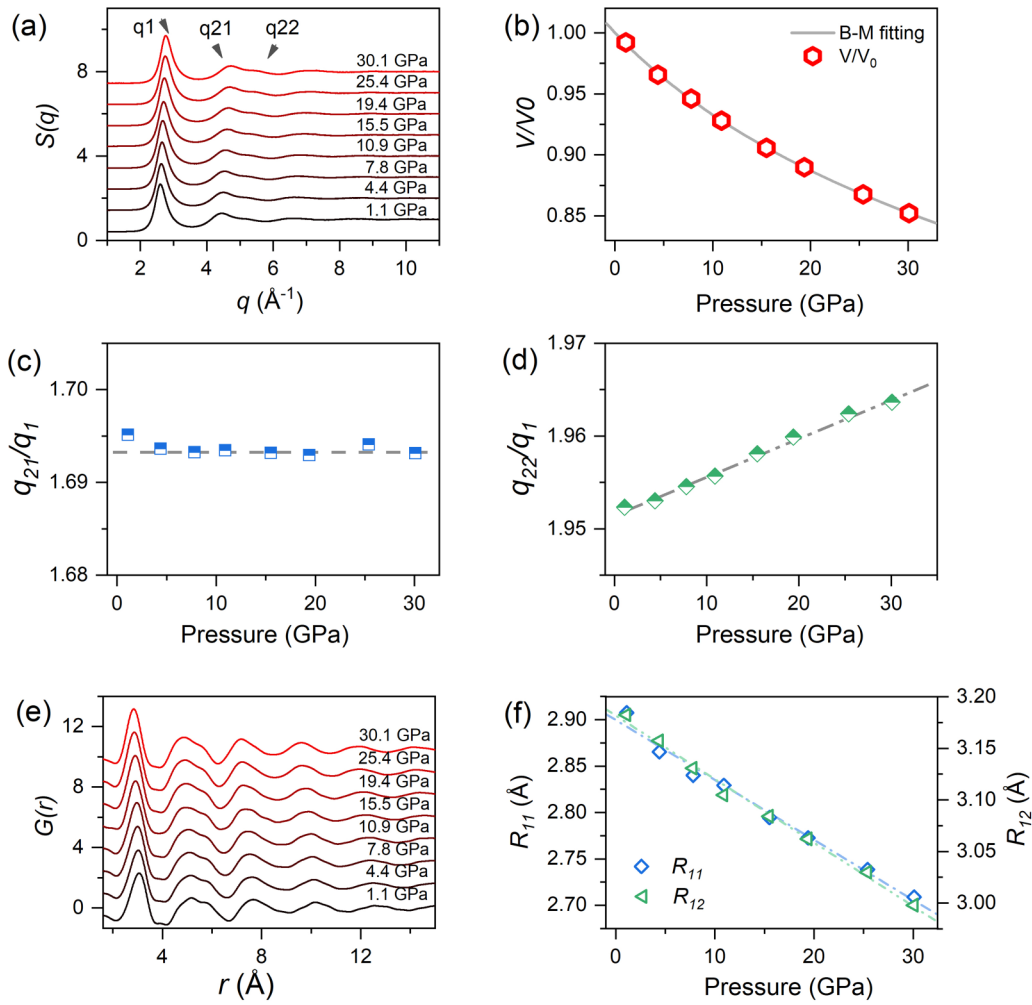 (a)
q1
q21
q22
30.1 GPa
25.4 GPa
19.4 GPa
15.5 GPa
10.9 GPa
7.8 GPa
4.4 GPa
1.1 GPa
8
4
0
S(q)
2 4 6 8 10
q (Å-1)
(b)
B-M fitting
V/V0
1.00
0.95
0.90
0.85
V/V0
0 10 20 30
Pressure (GPa)
(c)
1.70
1.69
1.68
q21/q1
0 10 20 30
Pressure (GPa)
(d)
1.97
1.96
1.95
q22/q1
0 10 20 30
Pressure (GPa)
(e)
30.1 GPa
25.4 GPa
19.4 GPa
15.5 GPa
10.9 GPa
7.8 GPa
4.4 GPa
1.1 GPa
12
8
4
0
G(r)
4 8 12
r (Å)
(f)
2.90
2.85
2.80
2.75
2.70
R11 (Å)
3.20
3.15
3.10
3.05
3.00
R12 (Å)
R11
R12
0 10 20 30
Pressure (GPa)